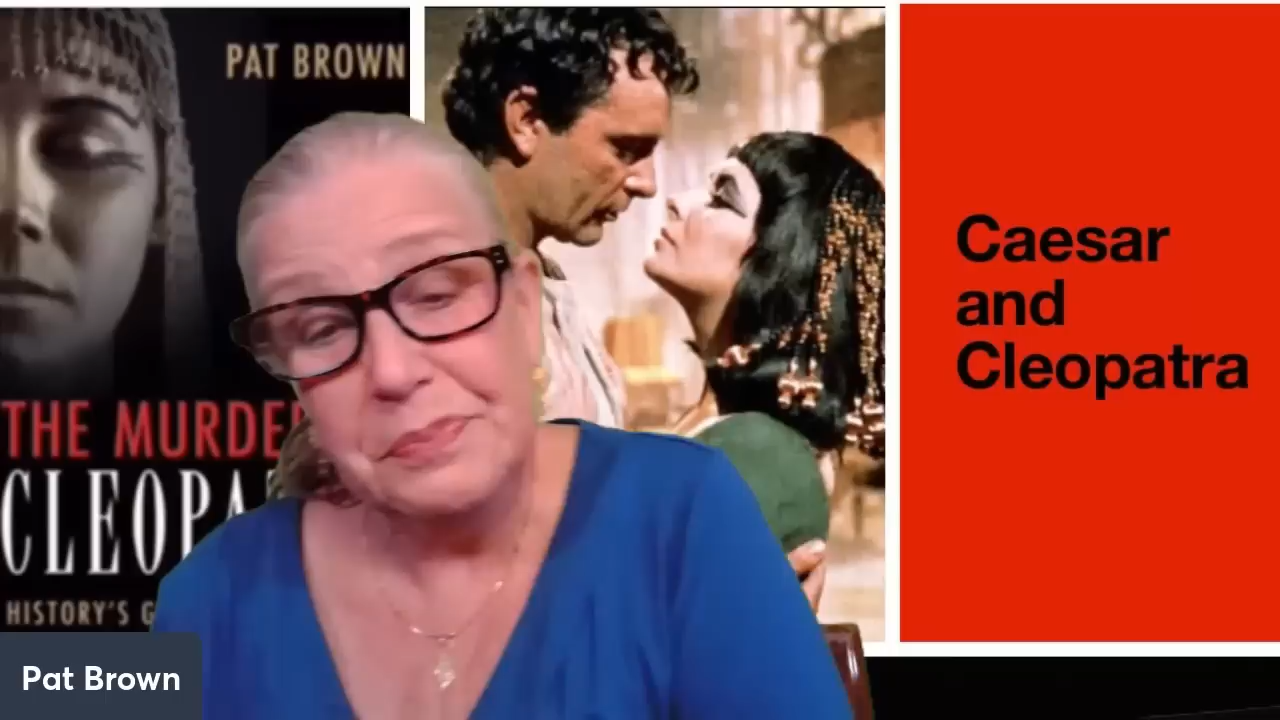 PAT BROWN
THE MURDE
CLEOPA
HISTORY'S G
Pat Brown
Caesar
and
Cleopatra